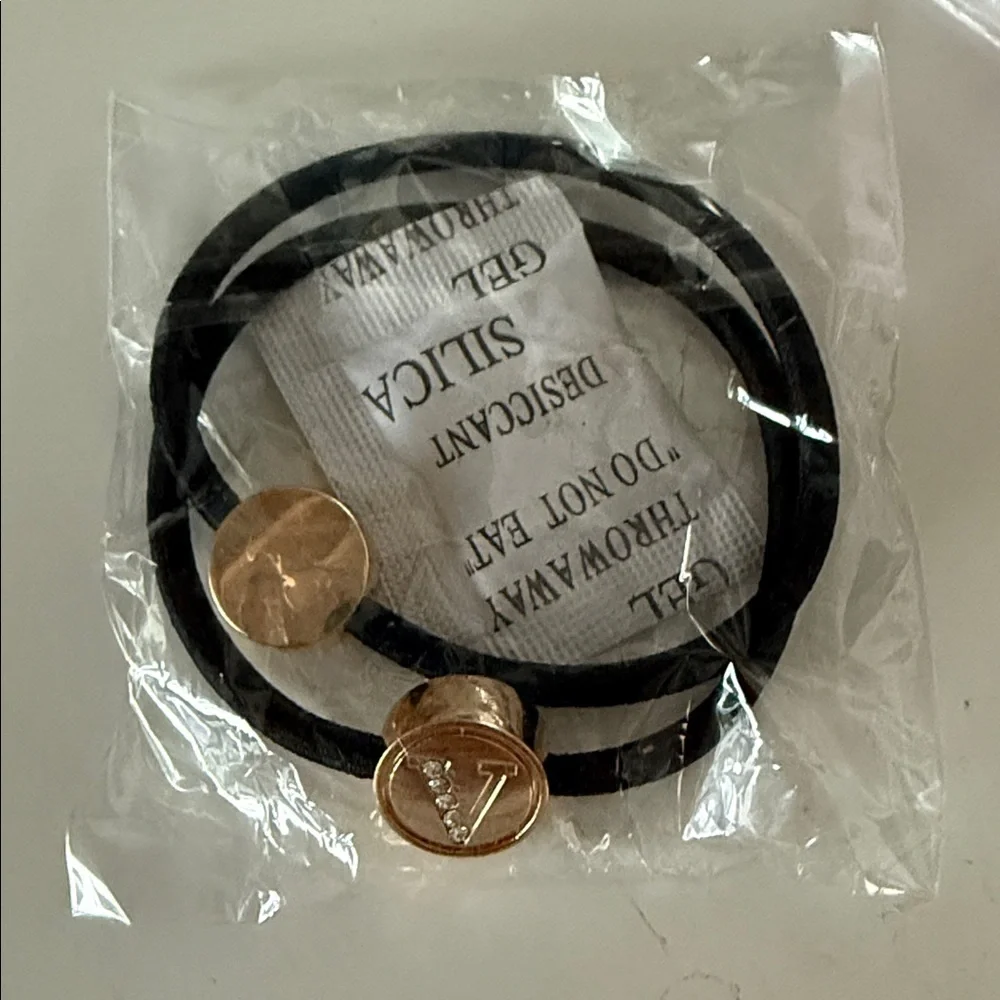 THROWAWAY
"DO NOT EAT"
DESICCANT
SILICA
GEL
THROWAWAY
GEL
V